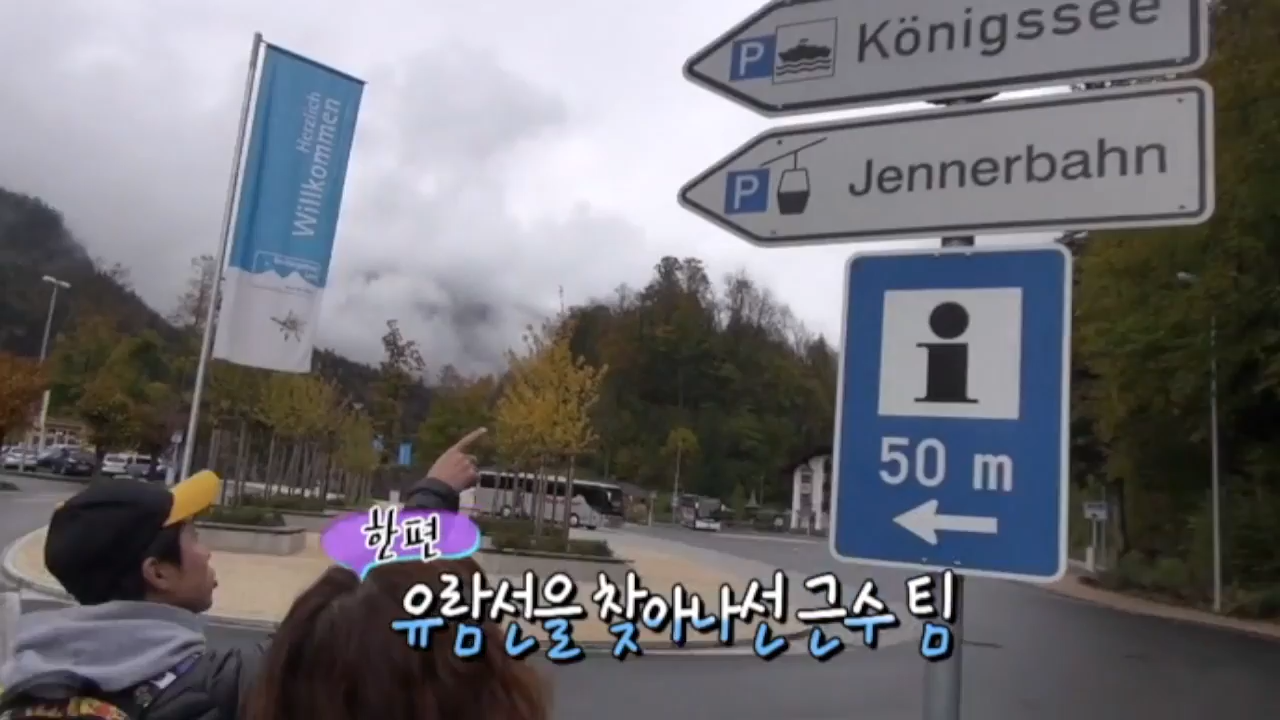 P Königssee
P Jennerbahn
Herzlich
Willkommen
i
50 m
한편
유람선을 찾아나선 근수 팀